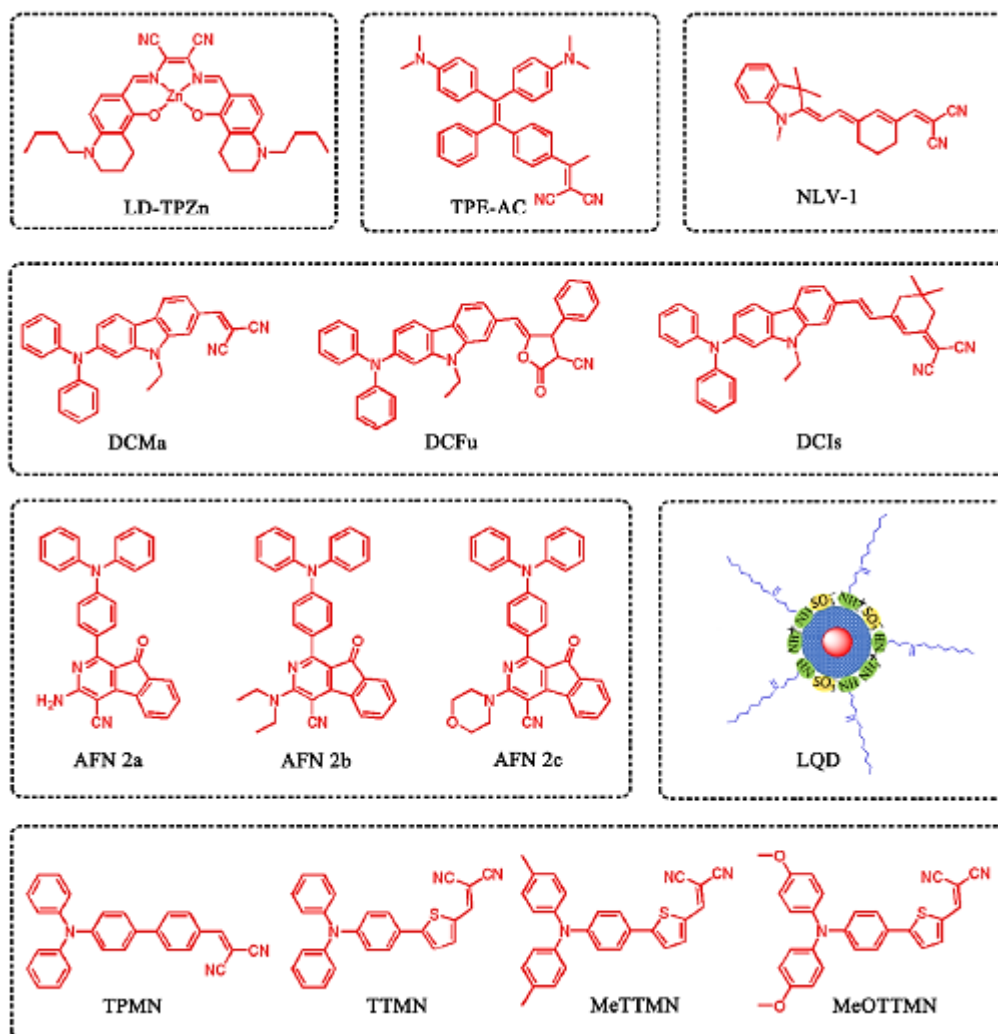 NC CN
N N
Zn
O O
N N
LD-TPZn
N N
NC CN
TPE-AC
N
CN
CN
NLV-1
N
N
CN
CN
DCMa
N
N
O
O
CN
DCFu
N
N
CN
NC
DCIs
N
N
O
H₂N
CN
AFN 2a
N
N
O
N
CN
AFN 2b
N
N
O
N
O
CN
AFN 2c
LQD
N
NC
CN
TPMN
NC CN
S
N
TTMN
NC CN
S
N
MeTTMN
O
NC CN
S
N
O
MeOTTMN